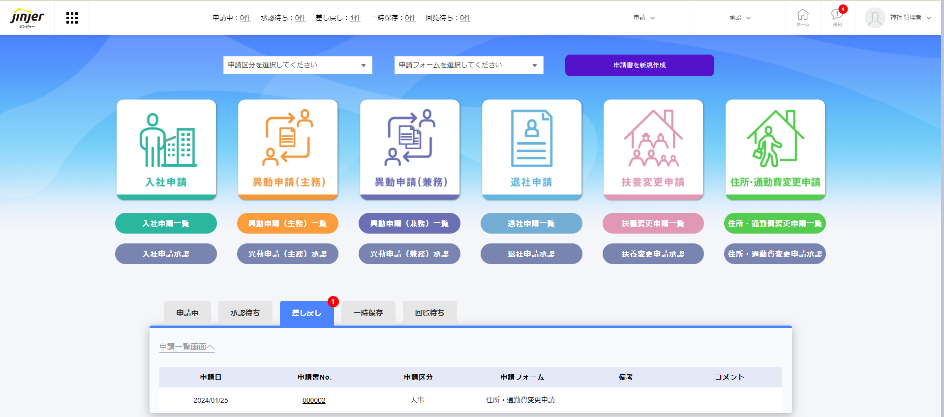 jinjer
ジンジャー
申請中：0件 承認待ち：0件 差し戻し：1件 一時保存：0件 回覧待ち：0件
申請
承認
ホーム
4
通知
申請区分を選択してください
申請フォームを選択してください
申請書を新規作成
入社申請
異動申請(主務)
異動申請(兼務)
退社申請
扶養変更申請
住所・通勤費変更申請
入社申請一覧
異動申請（主務）一覧
異動申請（兼務）一覧
退社申請一覧
扶養変更申請一覧
住所・通勤費変更申請一覧
入社申請承認
異動申請（主務）承認
異動申請（兼務）承認
退社申請承認
扶養変更申請承認
住所・通勤費変更申請承認
申請中
承認待ち
差し戻し
1
一時保存
回覧待ち
申請一覧画面へ
申請日 申請書No. 申請区分 申請フォーム 備考 コメント
2024/01/25 000002 人事 住所・通勤費変更申請